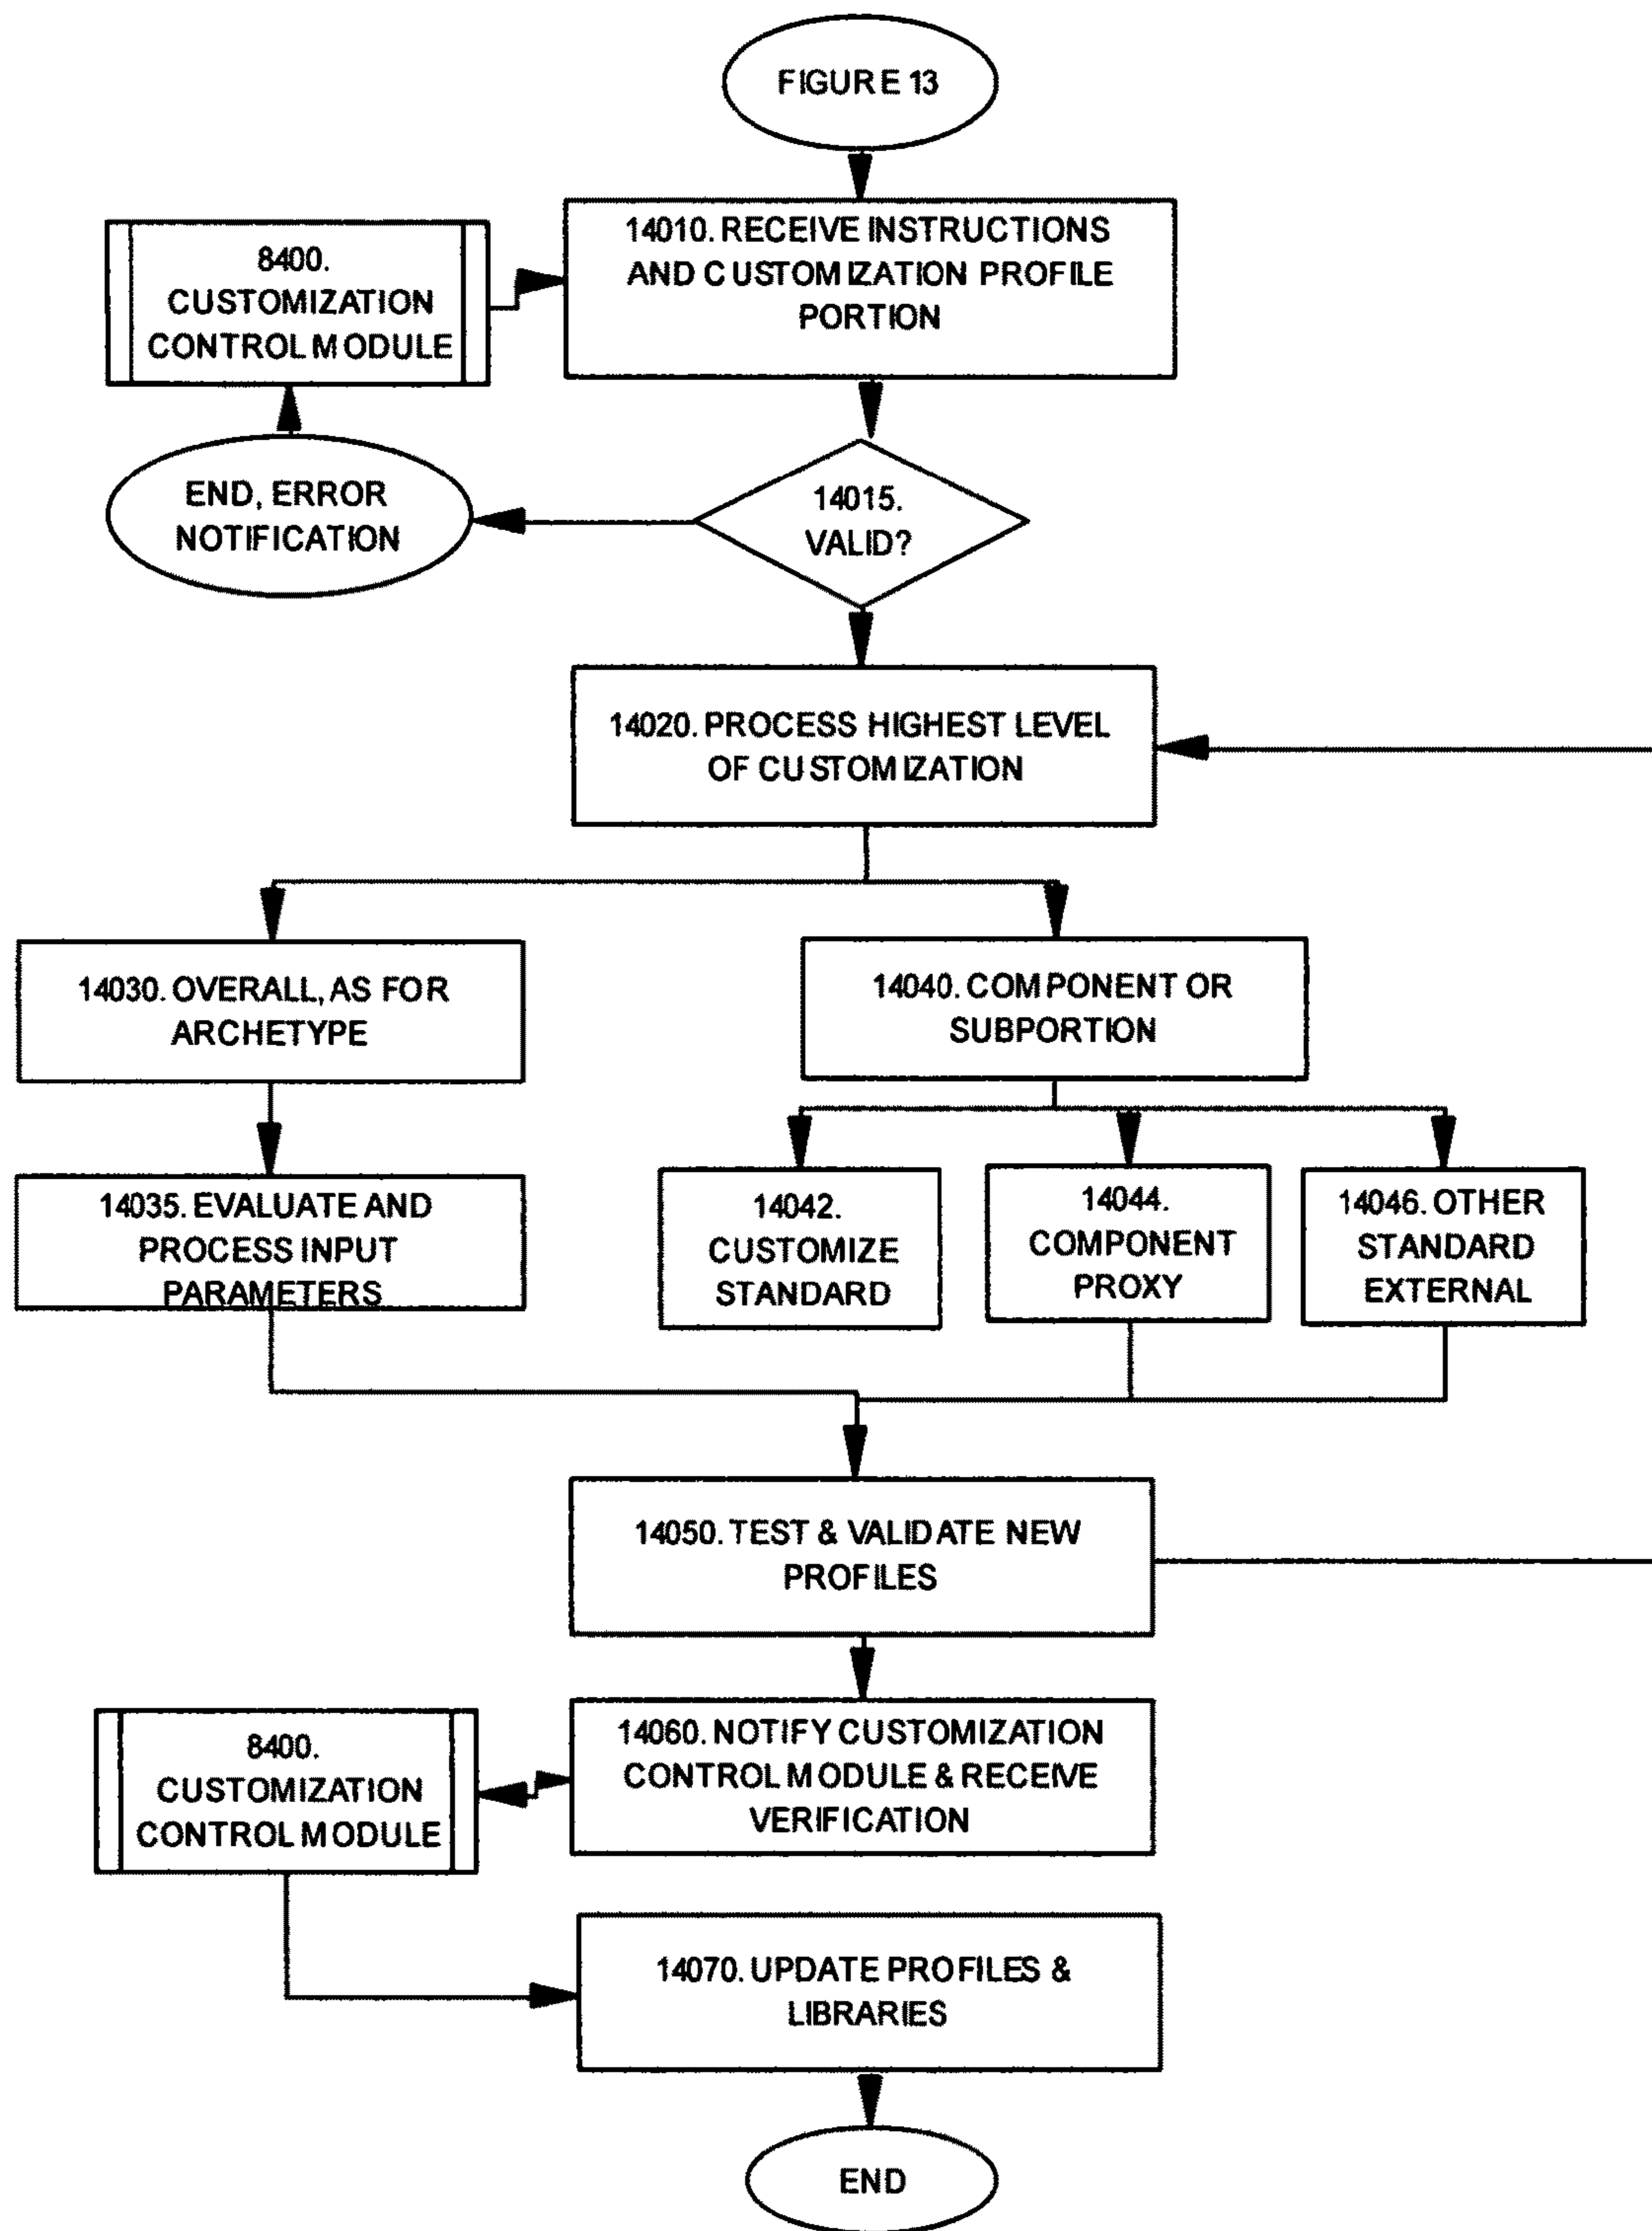 FIGURE 13
8400.
CUSTOMIZATION
CONTROL MODULE
14010. RECEIVE INSTRUCTIONS
AND CUSTOMIZATION PROFILE
PORTION
END, ERROR
NOTIFICATION
14015.
VALID?
14020. PROCESS HIGHEST LEVEL
OF CUSTOMIZATION
14030. OVERALL, AS FOR
ARCHETYPE
14040. COMPONENT OR
SUBPORTION
14035. EVALUATE AND
PROCESS INPUT
PARAMETERS
14042.
CUSTOMIZE
STANDARD
14044.
COMPONENT
PROXY
14046. OTHER
STANDARD
EXTERNAL
14050. TEST & VALIDATE NEW
PROFILES
8400.
CUSTOMIZATION
CONTROL MODULE
14060. NOTIFY CUSTOMIZATION
CONTROL MODULE & RECEIVE
VERIFICATION
14070. UPDATE PROFILES &
LIBRARIES
END